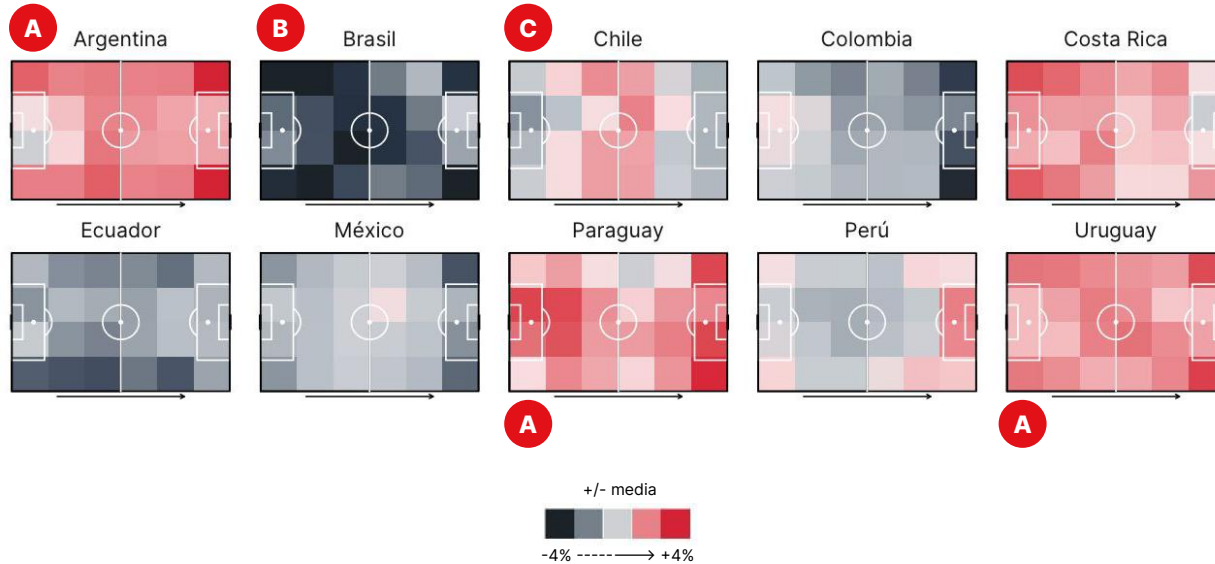 A
Argentina
B
Brasil
C
Chile
Colombia
Costa Rica
Ecuador
México
Paraguay
Perú
Uruguay
A
A
+/- media
-4% +4%